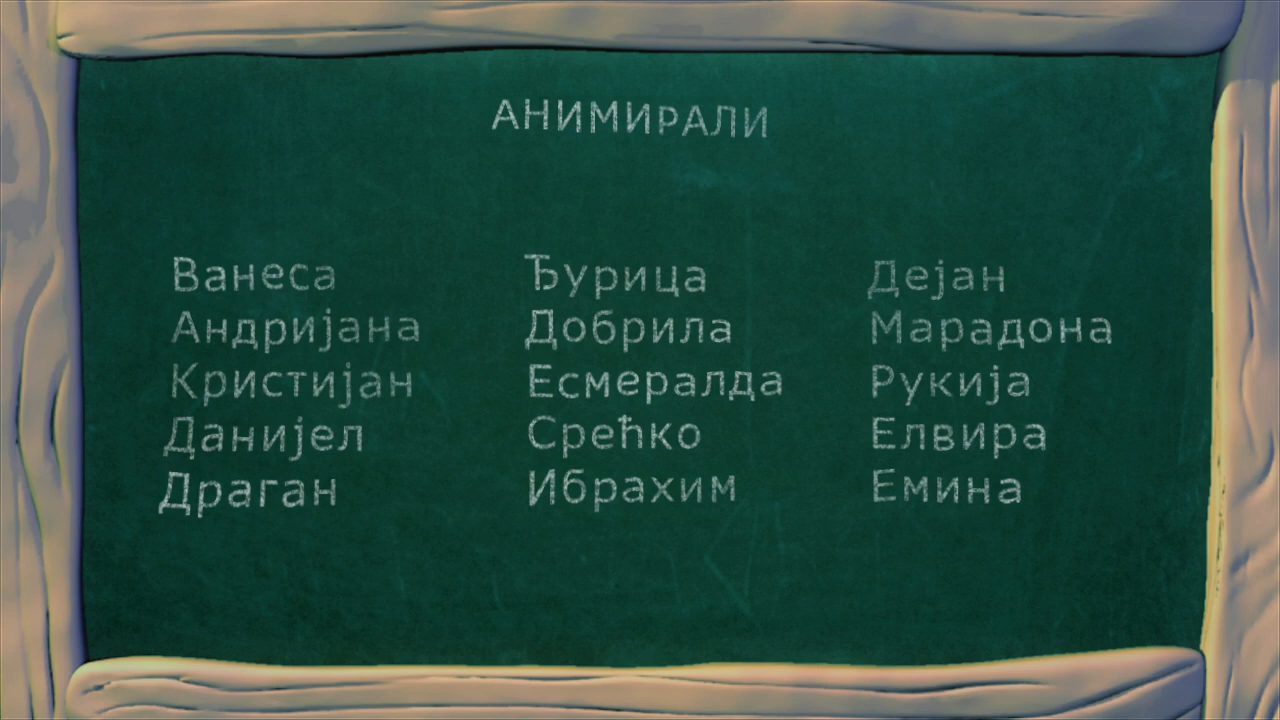 АНИМИРАЛИ
Ванеса
Андријана
Кристијан
Данијел
Драган
Ђурица
Добрила
Есмералда
Срећко
Ибрахим
Дејан
Марадона
Рукија
Елвира
Емина